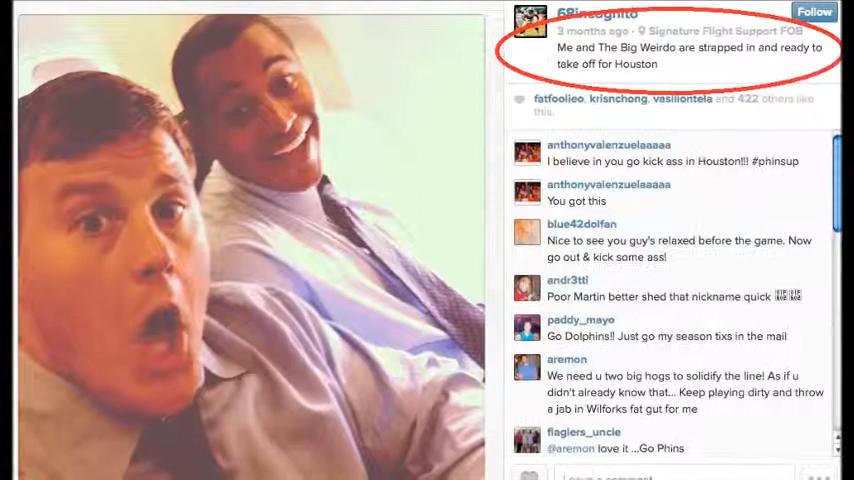 68incognito
Follow
3 months ago · Signature Flight Support FOB
Me and The Big Weirdo are strapped in and ready to
take off for Houston
fatfoolieo, krisnchong, vasiliontela and 422 others like
this.
anthonyvalenzuelaaaaa
I believe in you go kick ass in Houston!!! #phinsup
anthonyvalenzuelaaaaa
You got this
blue42dolfan
Nice to see you guy's relaxed before the game. Now
go out & kick some ass!
andr3tti
Poor Martin better shed that nickname quick
paddy_mayo
Go Dolphins!! Just go my season tixs in the mail
aremon
We need u two big hogs to solidify the line! As if u
didn't already know that... Keep playing dirty and throw
a jab in Wilforks fat gut for me
flaglers_uncle
@aremon love it ...Go Phins
Leave a comment...